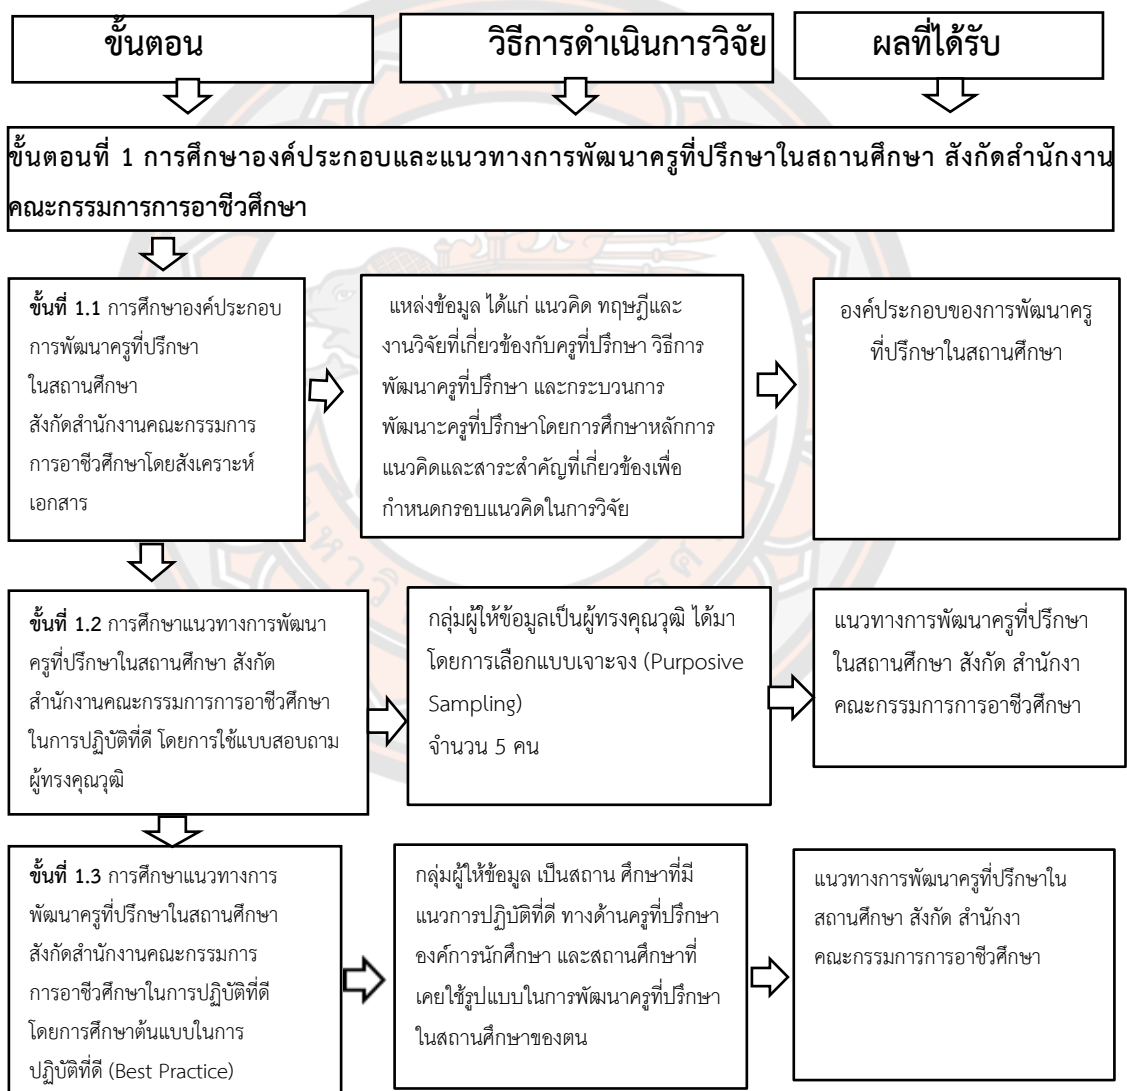 ขั้นตอน
วิธีการดำเนินการวิจัย
ผลที่ได้รับ
ขั้นตอนที่ 1 การศึกษาองค์ประกอบและแนวทางการพัฒนาครูที่ปรึกษาในสถานศึกษา สังกัดสำนักงาน
คณะกรรมการการอาชีวศึกษา
ขั้นที่ 1.1 การศึกษาองค์ประกอบ
การพัฒนาครูที่ปรึกษา
ในสถานศึกษา
สังกัดสำนักงานคณะกรรมการ
การอาชีวศึกษาโดยสังเคราะห์
เอกสาร
แหล่งข้อมูล ได้แก่ แนวคิด ทฤษฎีและ
งานวิจัยที่เกี่ยวข้องกับครูที่ปรึกษา วิธีการ
พัฒนาครูที่ปรึกษา และกระบวนการ
พัฒนาะครูที่ปรึกษาโดยการศึกษาหลักการ
แนวคิดและสาระสำคัญที่เกี่ยวข้องเพื่อ
กำหนดกรอบแนวคิดในการวิจัย
องค์ประกอบของการพัฒนาครู
ที่ปรึกษาในสถานศึกษา
ขั้นที่ 1.2 การศึกษาแนวทางการพัฒนา
ครูที่ปรึกษาในสถานศึกษา สังกัด
สำนักงานคณะกรรมการการอาชีวศึกษา
ในการปฏิบัติที่ดี โดยการใช้แบบสอบถาม
ผู้ทรงคุณวุฒิ
กลุ่มผู้ให้ข้อมูลเป็นผู้ทรงคุณวุฒิ ได้มา
โดยการเลือกแบบเจาะจง (Purposive
Sampling)
จำนวน 5 คน
แนวทางการพัฒนาครูที่ปรึกษา
ในสถานศึกษา สังกัด สำนักงา
คณะกรรมการการอาชีวศึกษา
ขั้นที่ 1.3 การศึกษาแนวทางการ
พัฒนาครูที่ปรึกษาในสถานศึกษา
สังกัดสำนักงานคณะกรรมการ
การอาชีวศึกษาในการปฏิบัติที่ดี
โดยการศึกษาต้นแบบในการ
ปฏิบัติที่ดี (Best Practice)
กลุ่มผู้ให้ข้อมูล เป็นสถาน ศึกษาที่มี
แนวการปฏิบัติที่ดี ทางด้านครูที่ปรึกษา
องค์การนักศึกษา และสถานศึกษาที่
เคยใช้รูปแบบในการพัฒนาครูที่ปรึกษา
ในสถานศึกษาของตน
แนวทางการพัฒนาครูที่ปรึกษาใน
สถานศึกษา สังกัด สำนักงา
คณะกรรมการการอาชีวศึกษา